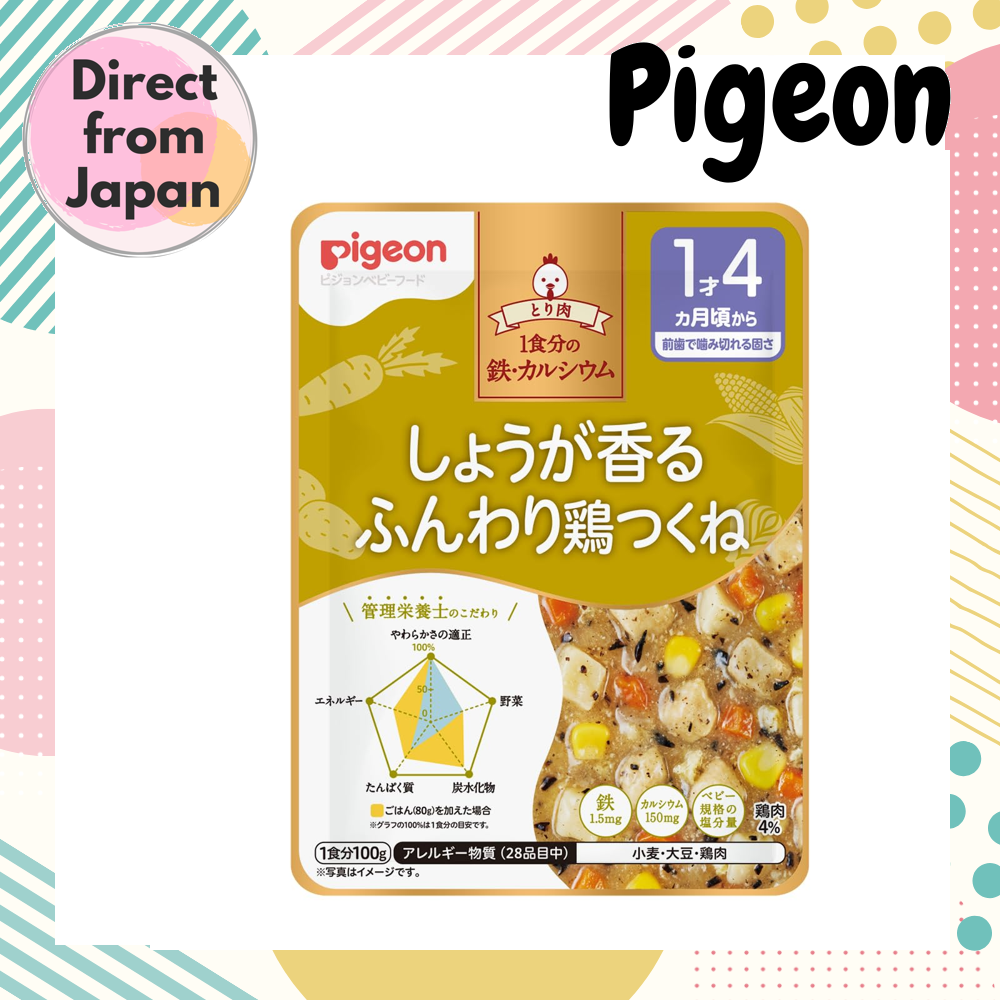 Direct
from
Japan
Pigeon
pigeon
ピジョンベビーフード
とり肉
1食分の
鉄・カルシウム
1才4
カ月頃から
前歯で噛み切れる固さ
しょうが香る
ふんわり鶏つくね
管理栄養士のこだわり
やわらかさの適正
100%
50
0
エネルギー
野菜
たんぱく質
炭水化物
ごはん(80g)を加えた場合
※グラフの100%は1食分の目安です。
鉄
1.5mg
カルシウム
150mg
ベビー
規格の
塩分量
鶏肉
4%
1食分100g
アレルギー物質(28品目中)
小麦・大豆・鶏肉
※写真はイメージです。